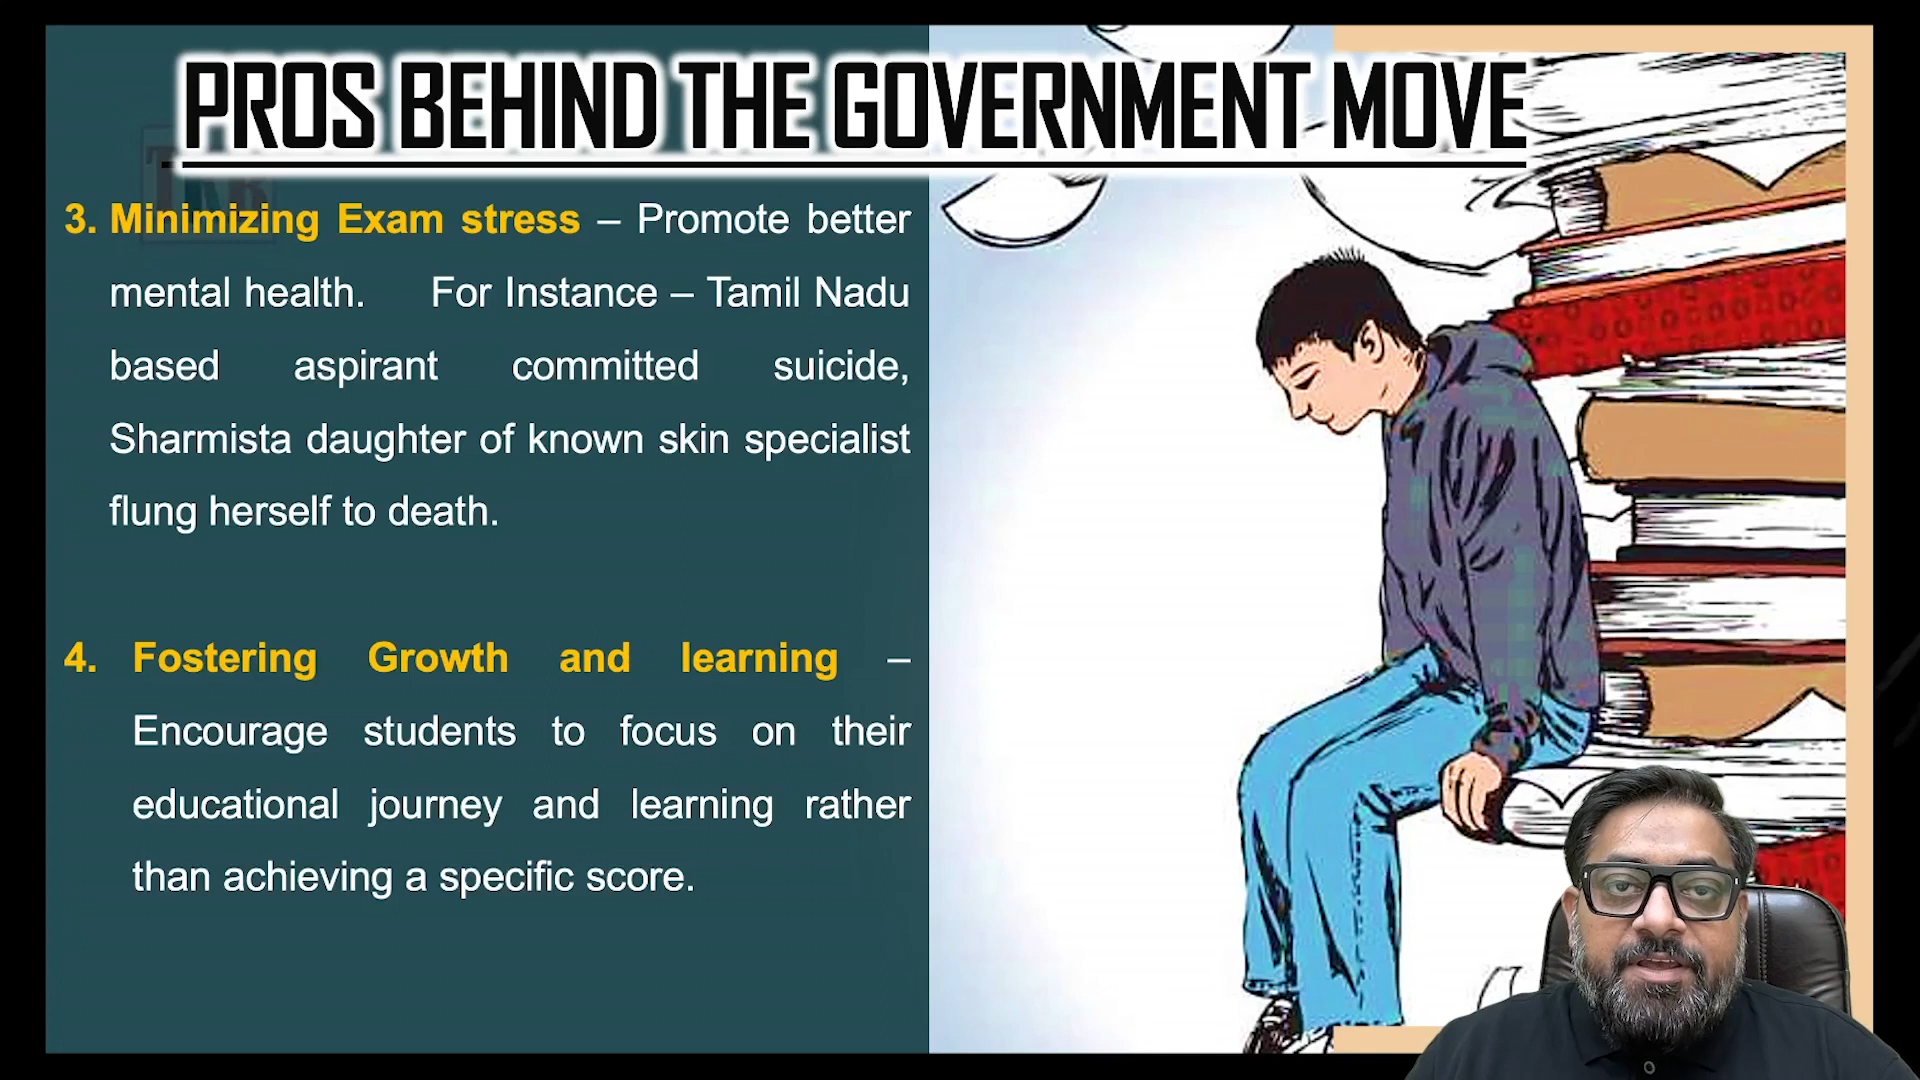 PROS BEHIND THE GOVERNMENT MOVE
3. Minimizing Exam stress – Promote better
mental health. For Instance – Tamil Nadu
based aspirant committed suicide,
Sharmista daughter of known skin specialist
flung herself to death.
4. Fostering Growth and learning –
Encourage students to focus on their
educational journey and learning rather
than achieving a specific score.